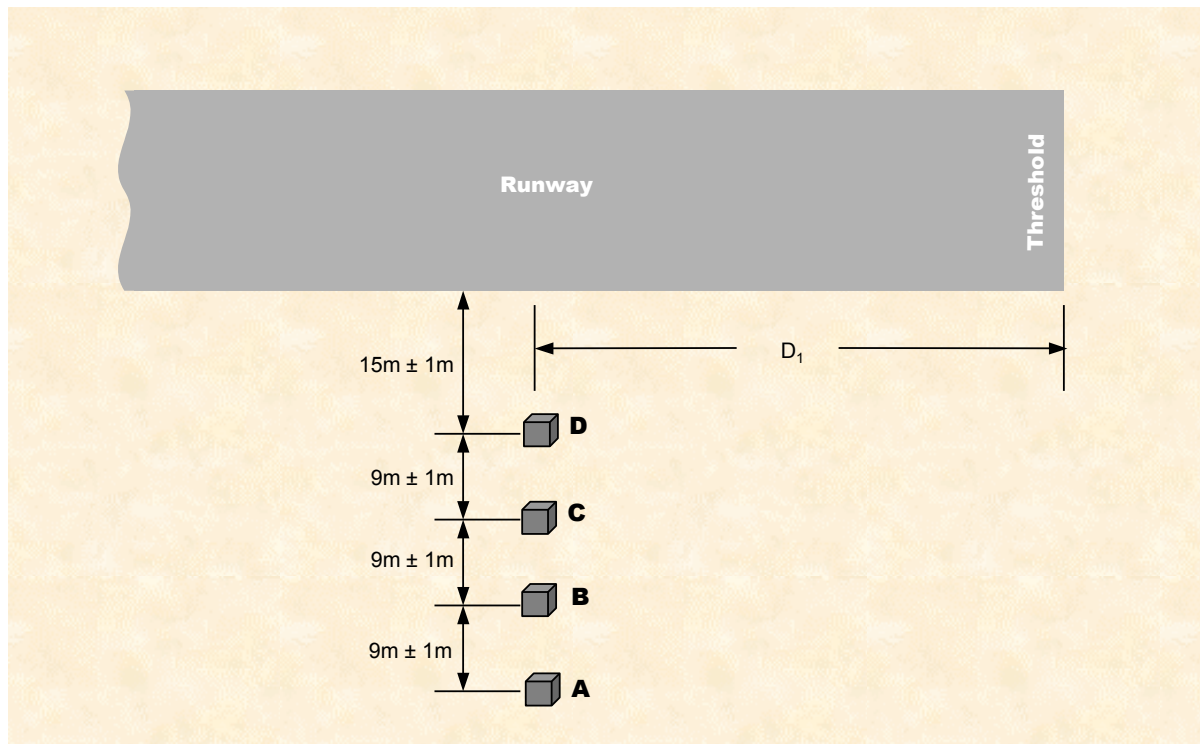 Threshold
Runway
15m ± 1m
D₁
D
9m ± 1m
C
9m ± 1m
B
9m ± 1m
A